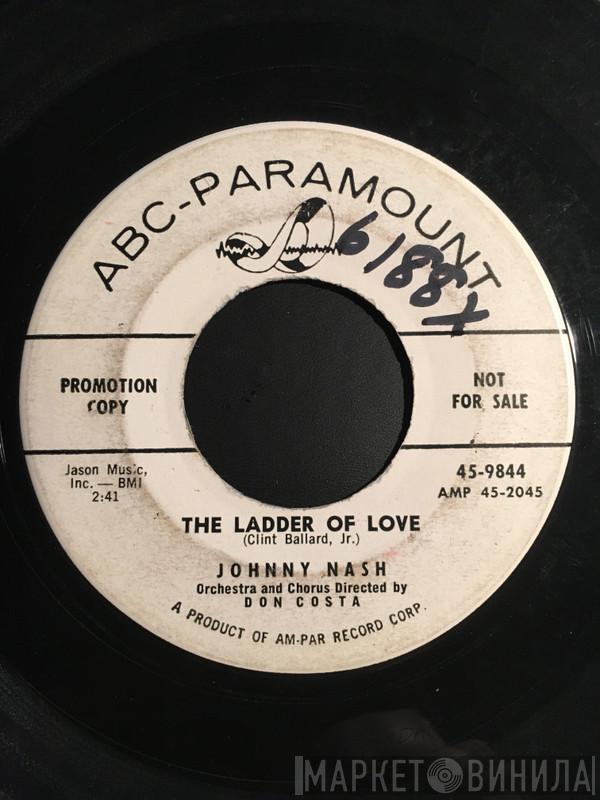 ABC-PARAMOUNT
6188X
PROMOTION
COPY
NOT
FOR SALE
Jason Music,
Inc. — BMI
2:41
45-9844
AMP 45-2045
THE LADDER OF LOVE
(Clint Ballard, Jr.)
JOHNNY NASH
Orchestra and Chorus Directed by
DON COSTA
A PRODUCT OF AM-PAR RECORD CORP.
МАРКЕТ ВИНИЛА